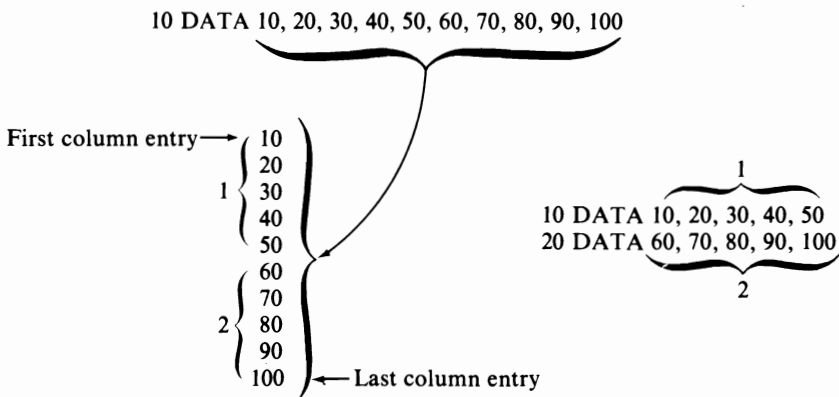 10 DATA 10, 20, 30, 40, 50, 60, 70, 80, 90, 100
First column entry
10
20
1
30
40
50
60
70
2
80
90
100
Last column entry
1
10 DATA 10, 20, 30, 40, 50
20 DATA 60, 70, 80, 90, 100
2